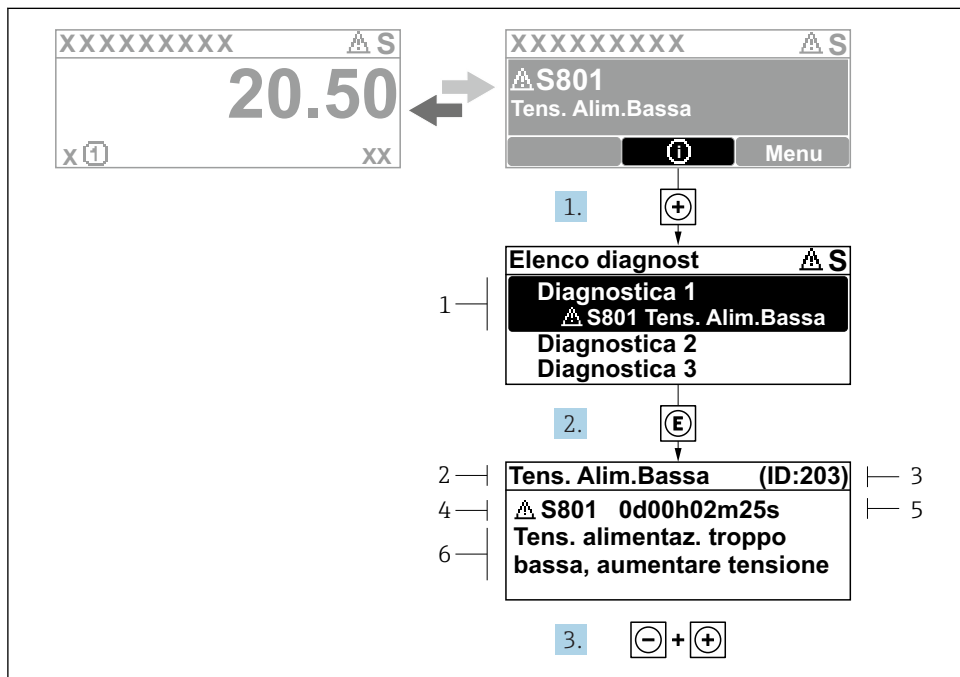 XXXXXXXXX ⚠ S
20.50
x ① xx
XXXXXXXXX ⚠ S
⚠ S801
Tens. Alim.Bassa
ⓘ Menu
1. +
Elenco diagnost ⚠ S
1
Diagnostica 1
⚠ S801 Tens. Alim.Bassa
Diagnostica 2
Diagnostica 3
2. E
2 Tens. Alim.Bassa (ID:203) 3
4 ⚠ S801 0d00h02m25s 5
6
Tens. alimentaz. troppo
bassa, aumentare tensione
3. - + +